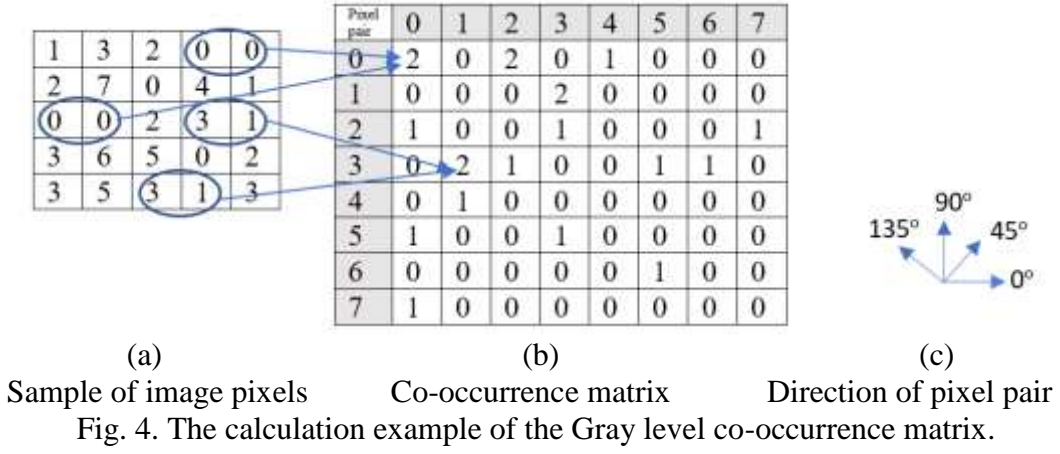 1 3 2 0 0
2 7 0 4 1
0 0 2 3 1
3 6 5 0 2
3 5 3 1 3
Pixel pair 0 1 2 3 4 5 6 7
0 2 0 2 0 1 0 0 0
1 0 0 0 2 0 0 0 0
2 1 0 0 1 0 0 0 1
3 0 2 1 0 0 1 1 0
4 0 1 0 0 0 0 0 0
5 1 0 0 1 0 0 0 0
6 0 0 0 0 0 1 0 0
7 1 0 0 0 0 0 0 0
90°
135° 45°
0°
(a) (b) (c)
Sample of image pixels Co-occurrence matrix Direction of pixel pair
Fig. 4. The calculation example of the Gray level co-occurrence matrix.